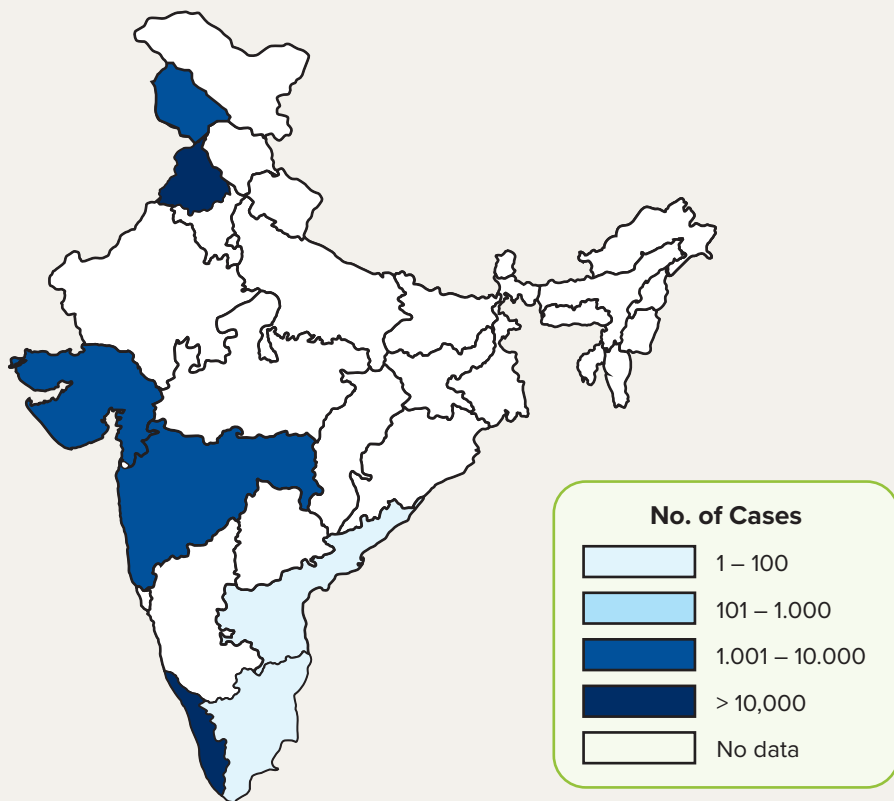 No. of Cases
1 – 100
101 – 1.000
1.001 – 10.000
> 10,000
No data